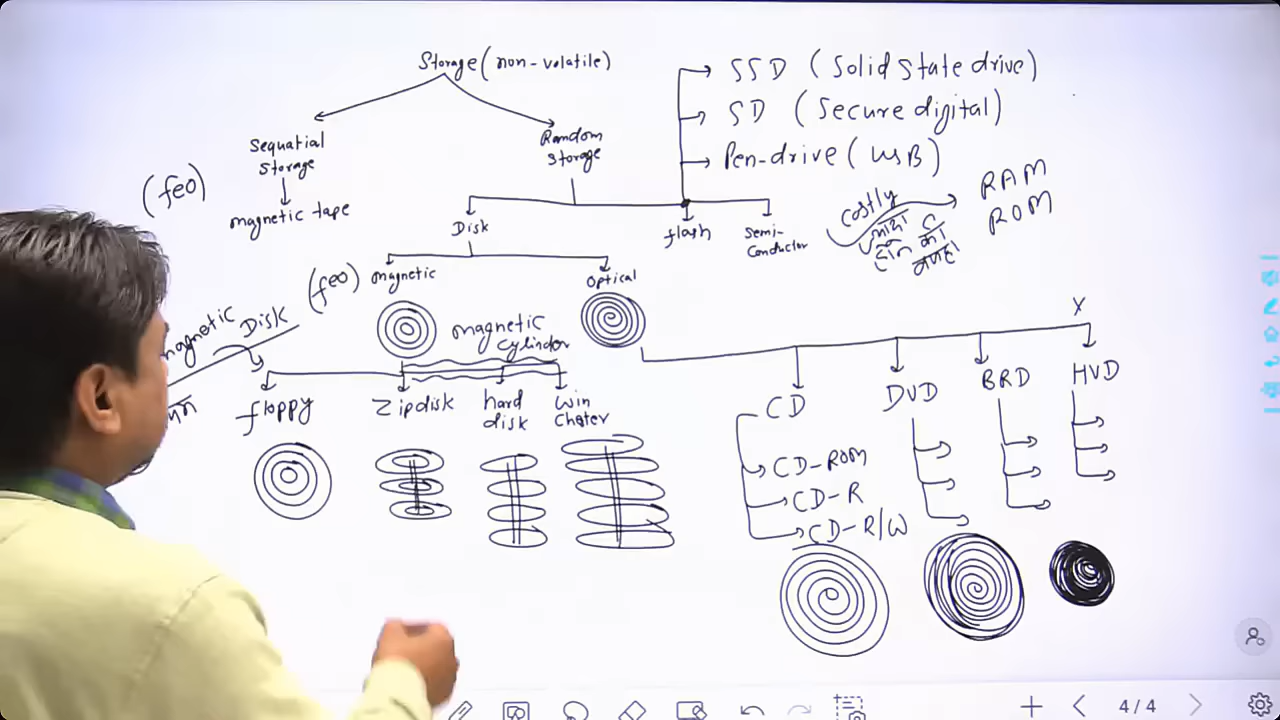 Storage (non-volatile)
Sequatial
Storage
magnetic tape
(feo)
Random
Storage
Disk
flash
Semi-
Conductor
SSD (Solid State drive)
SD (Secure digital)
Pen-drive (USB)
costly
RAM
ROM
magnetic
(feo)
Optical
magnetic
cylinder
magnetic Disk
floppy
Zipdisk
hard
disk
Win
Chater
X
CD
DVD
BRD
HVD
CD-ROM
CD-R
CD-R/W
4/4